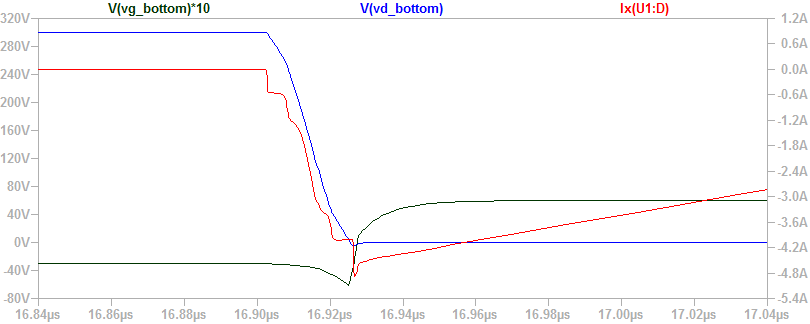 V(vg_bottom)*10 V(vd_bottom) Ix(U1:D)
320V 1.2A
280V 0.6A
240V 0.0A
200V -0.6A
160V -1.2A
120V -1.8A
80V -2.4A
40V -3.0A
0V -3.6A
-40V -4.2A
-80V -4.8A
-5.4A
16.84µs 16.86µs 16.88µs 16.90µs 16.92µs 16.94µs 16.96µs 16.98µs 17.00µs 17.02µs 17.04µs